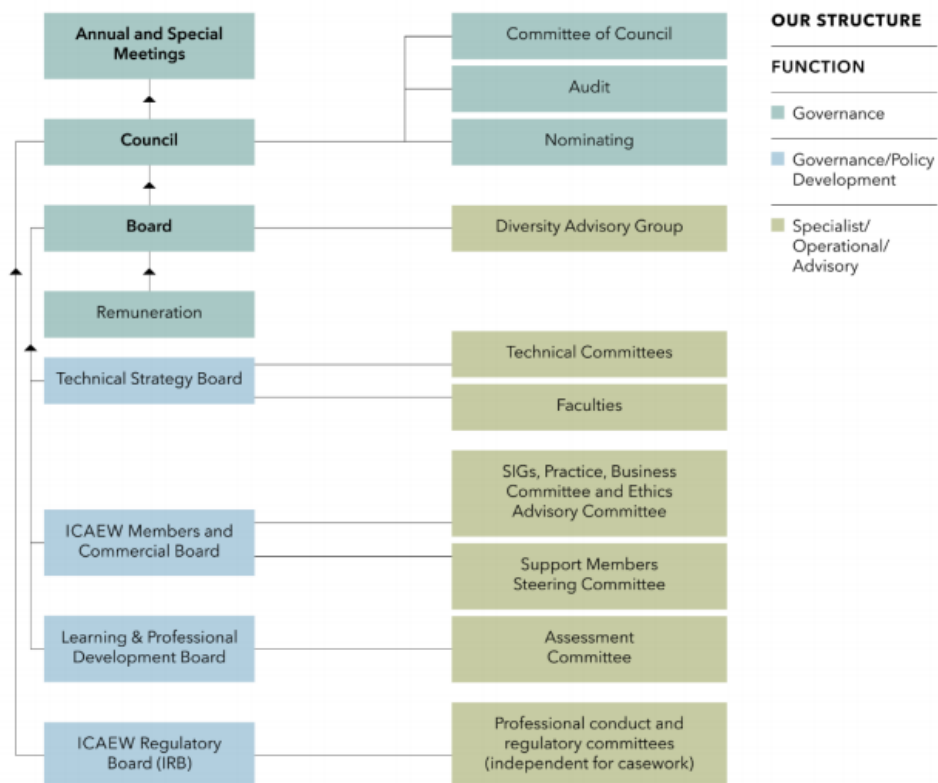 Annual and Special
Meetings
Council
Board
Remuneration
Technical Strategy Board
ICAEW Members and
Commercial Board
Learning & Professional
Development Board
ICAEW Regulatory
Board (IRB)
Committee of Council
Audit
Nominating
Diversity Advisory Group
Technical Committees
Faculties
SIGs, Practice, Business
Committee and Ethics
Advisory Committee
Support Members
Steering Committee
Assessment
Committee
Professional conduct and
regulatory committees
(independent for casework)
OUR STRUCTURE
FUNCTION
Governance
Governance/Policy
Development
Specialist/
Operational/
Advisory